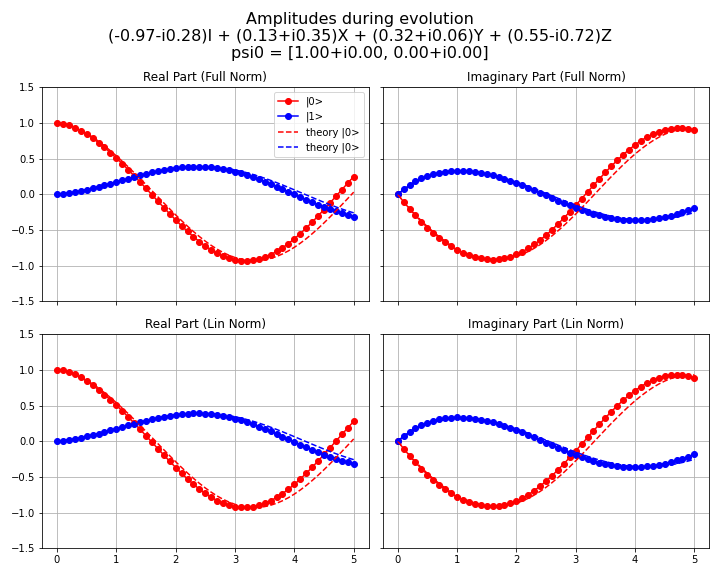 Amplitudes during evolution
(-0.97-i0.28)I + (0.13+i0.35)X + (0.32+i0.06)Y + (0.55-i0.72)Z
psi0 = [1.00+i0.00, 0.00+i0.00]
Real Part (Full Norm)
Imaginary Part (Full Norm)
1.5
1.0
0.5
0.0
-0.5
-1.0
-1.5
|0>
|1>
theory |0>
theory |0>
Real Part (Lin Norm)
Imaginary Part (Lin Norm)
1.5
1.0
0.5
0.0
-0.5
-1.0
-1.5
0 1 2 3 4 5
0 1 2 3 4 5